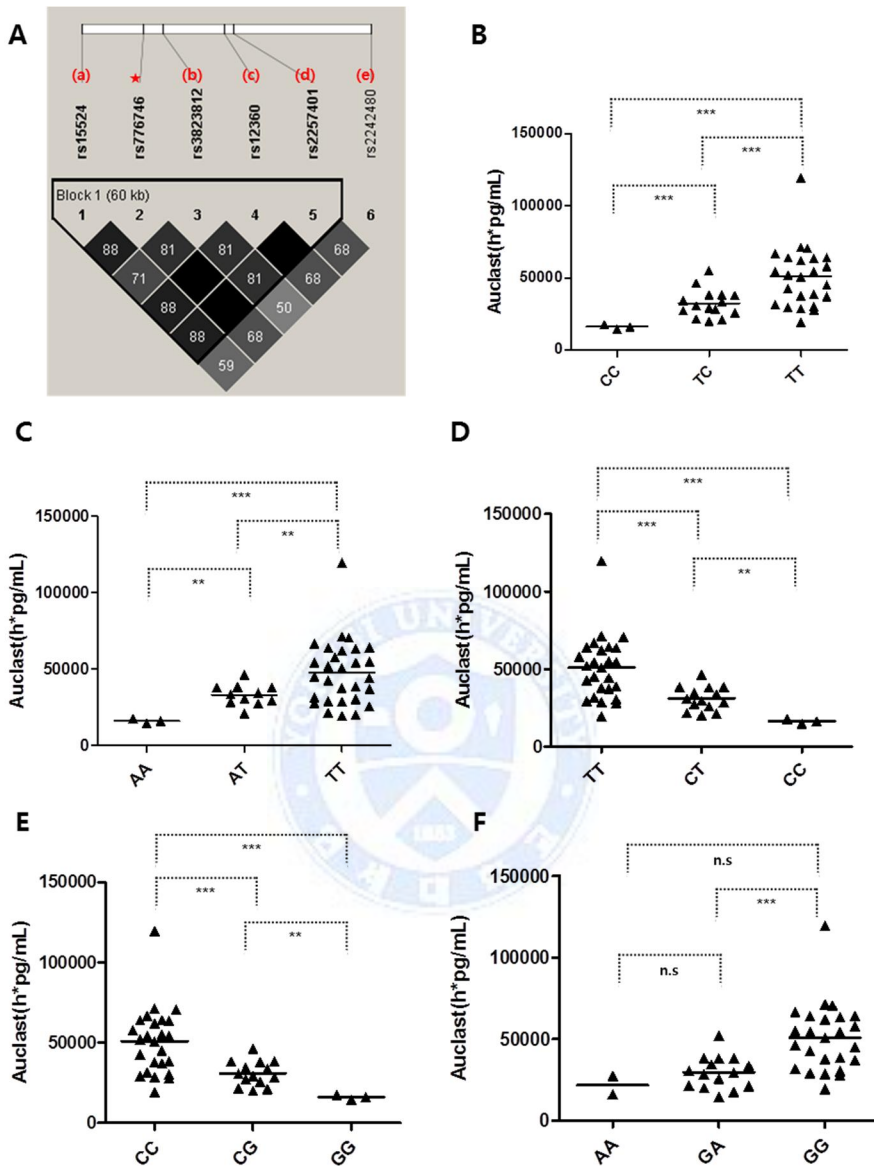 A
(a) ★ (b) (c) (d) (e)
rs15524 rs776746 rs3823812 rs12360 rs2257401 rs2242480
Block 1 (60 kb)
1 2 3 4 5 6
88 81 81 68
71 81 68
88 50
88 68
59
B
***
***
***
Auclast(h*pg/mL)
150000
100000
50000
0
CC TC TT
C
***
**
**
Auclast(h*pg/mL)
150000
100000
50000
0
AA AT TT
D
***
***
**
Auclast(h*pg/mL)
150000
100000
50000
0
TT CT CC
E
***
***
**
Auclast(h*pg/mL)
150000
100000
50000
0
CC CG GG
F
n.s
***
n.s
Auclast(h*pg/mL)
150000
100000
50000
0
AA GA GG
1885